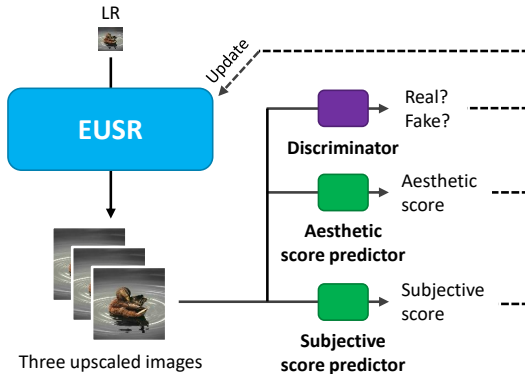 LR
Update
EUSR
Real?
Fake?
Discriminator
Aesthetic
score
Aesthetic
score predictor
Subjective
score
Subjective
score predictor
Three upscaled images